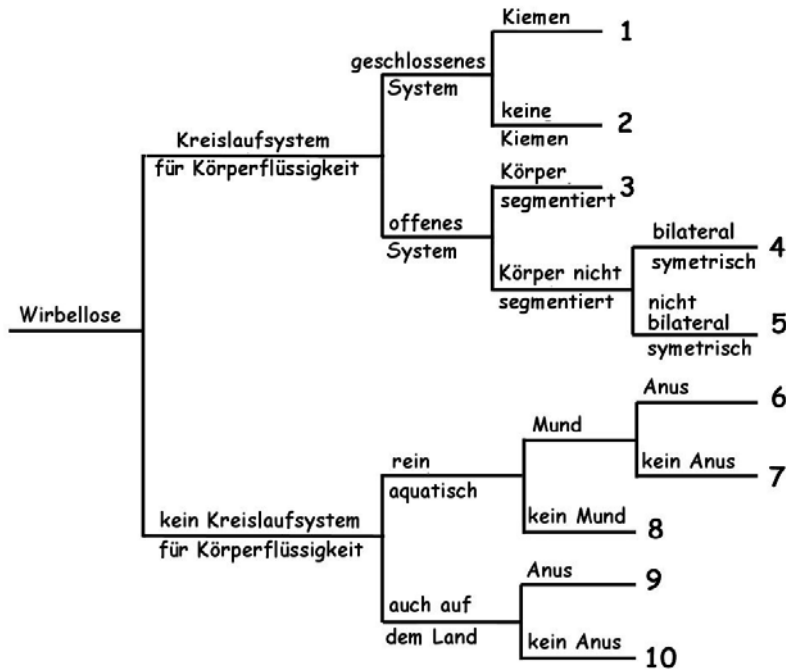 Kiemen 1
geschlossenes
System
keine
Kiemen 2
Kreislaufsystem
für Körperflüssigkeit
Körper
segmentiert 3
offenes
System
bilateral
symetrisch 4
Körper nicht
segmentiert
nicht
bilateral
symetrisch 5
Wirbellose
Anus 6
Mund
kein Anus 7
rein
aquatisch
kein Mund 8
kein Kreislaufsystem
für Körperflüssigkeit
Anus 9
auch auf
dem Land
kein Anus 10